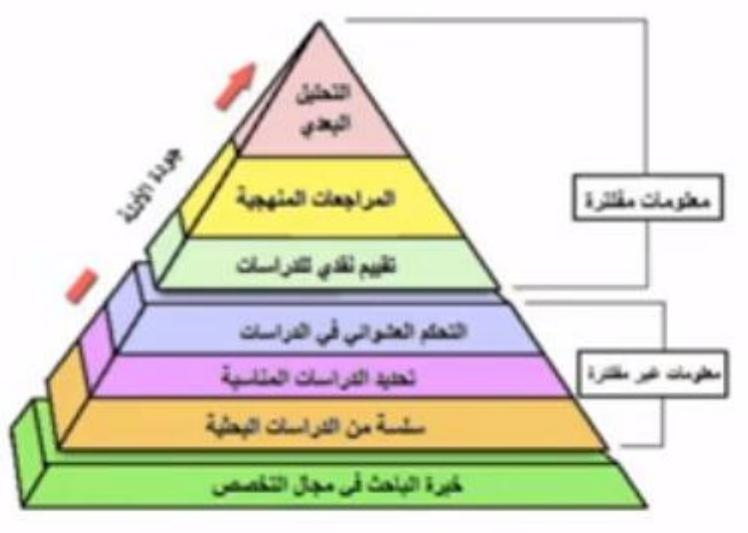 التحليل
البعدي
المراجعات المنهجية
تقييم نقدي للدراسات
التحكم العشوائي في الدراسات
تحديد الدراسات المناسبة
سلسة من الدراسات البحثية
خبرة الباحث في مجال التخصص
جودة الأدلة
معلومات مفلترة
معلومات غير مفلترة